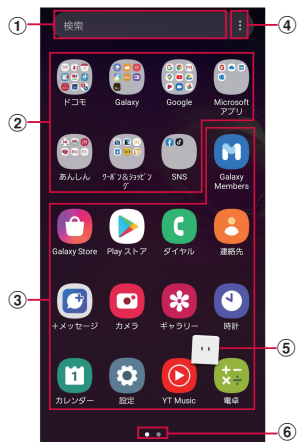 ① 検索 ④
②
ドコモ Galaxy Google Microsoft アプリ
あんしん クーポン&ショッピング SNS Galaxy Members
③
Galaxy Store Play ストア ダイヤル 連絡先
+メッセージ カメラ ギャラリー 時計
⑤
カレンダー 設定 YT Music 電卓
⑥